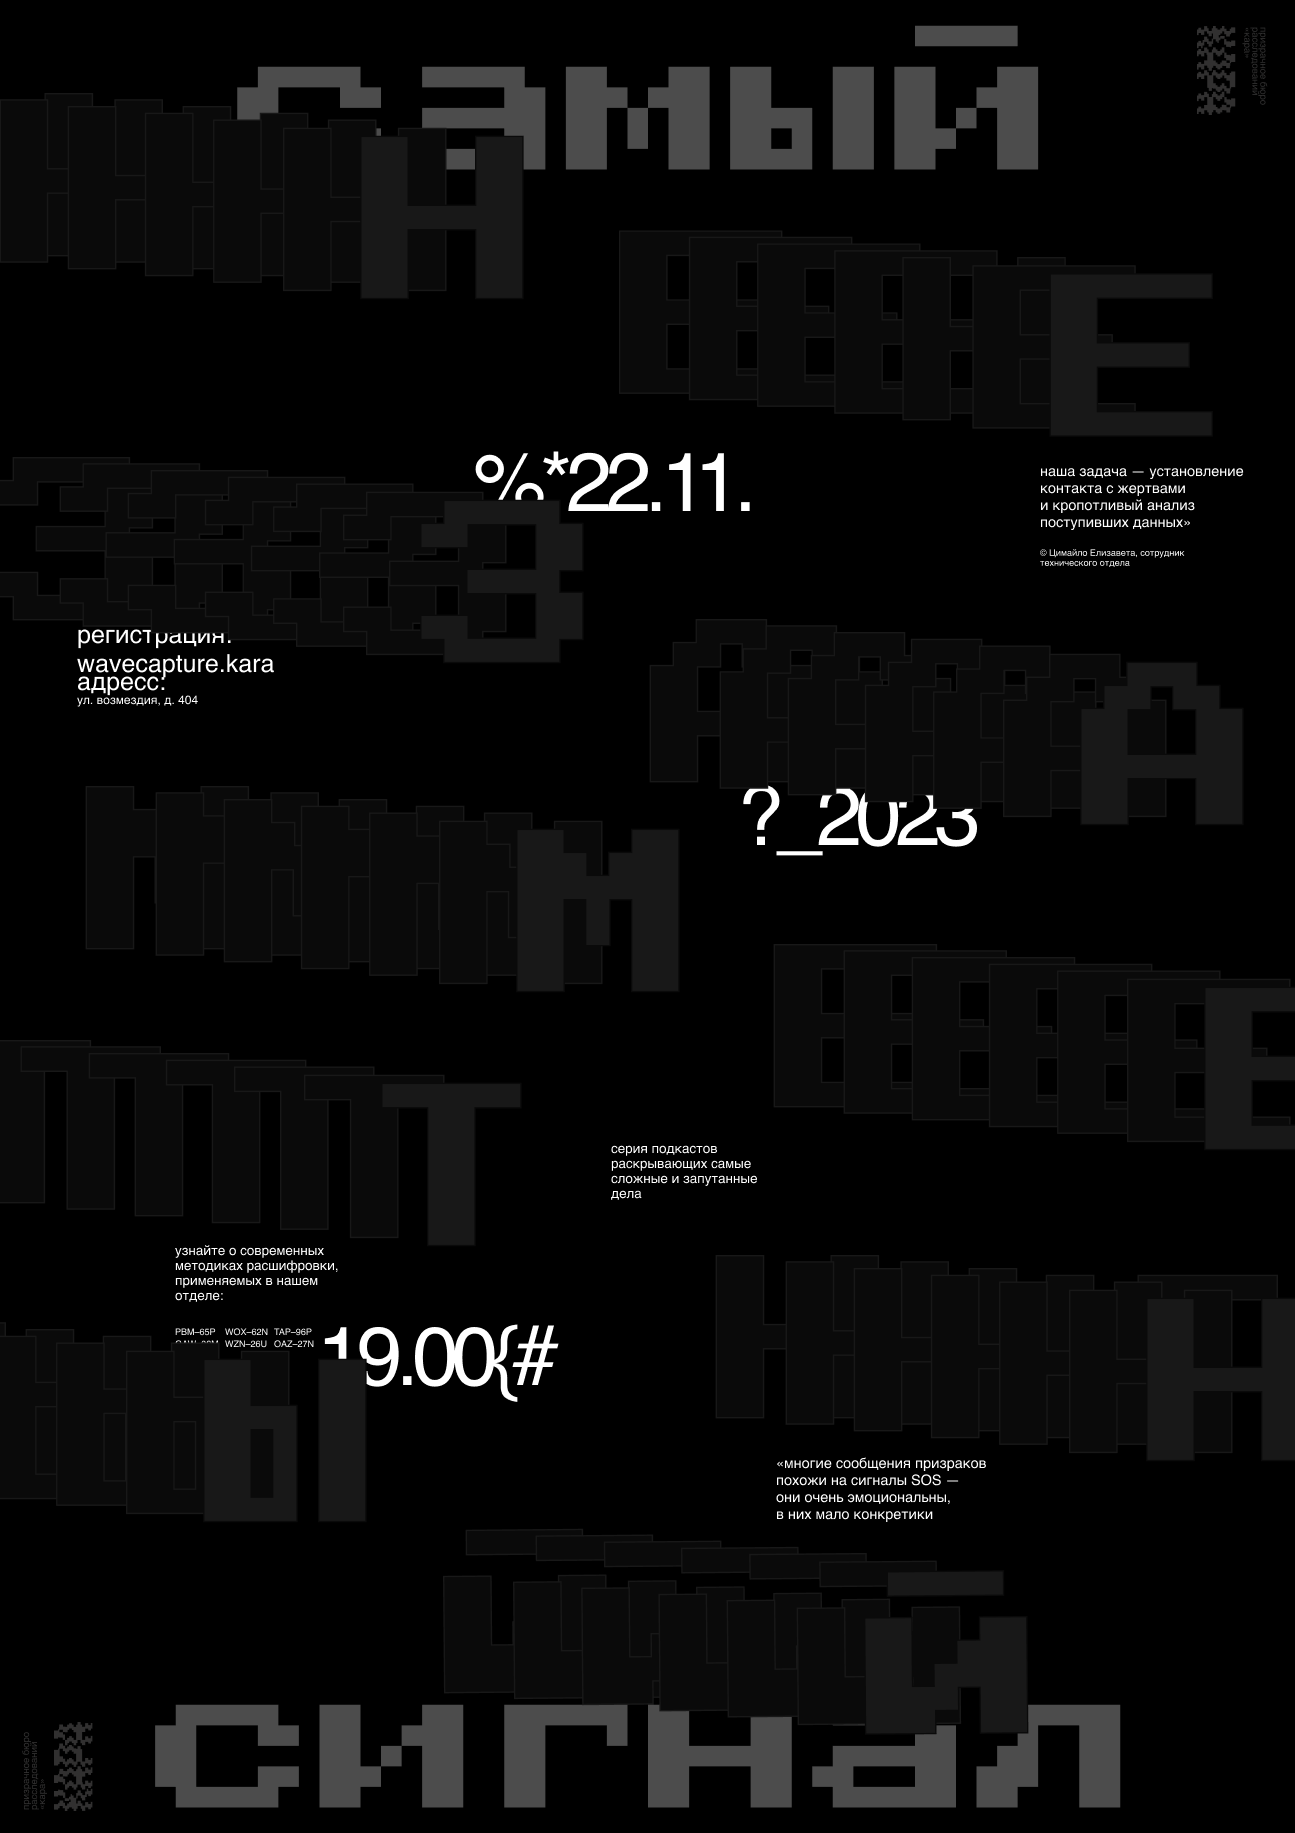 самый
призрачное бюро
расследований
«кара»
Н
Е
%*22.11.
наша задача — установление
контакта с жертвами
и кропотливый анализ
поступивших данных»
© Цимайло Елизавета, сотрудник
технического отдела
З
регистрация:
wavecapture.kara
адресс:
ул. возмездия, д. 404
А
?_2023
М
Е
Т
серия подкастов
раскрывающих самые
сложные и запутанные
дела
узнайте о современных
методиках расшифровки,
применяемых в нашем
отделе:
PBM–65P WOX–62N TAP–96P
WZN–26U OAZ–27N
19.00{#
Н
Ы
«многие сообщения призраков
похожи на сигналы SOS —
они очень эмоциональны,
в них мало конкретики
Й
сигнал
призрачное бюро
расследований
«кара»